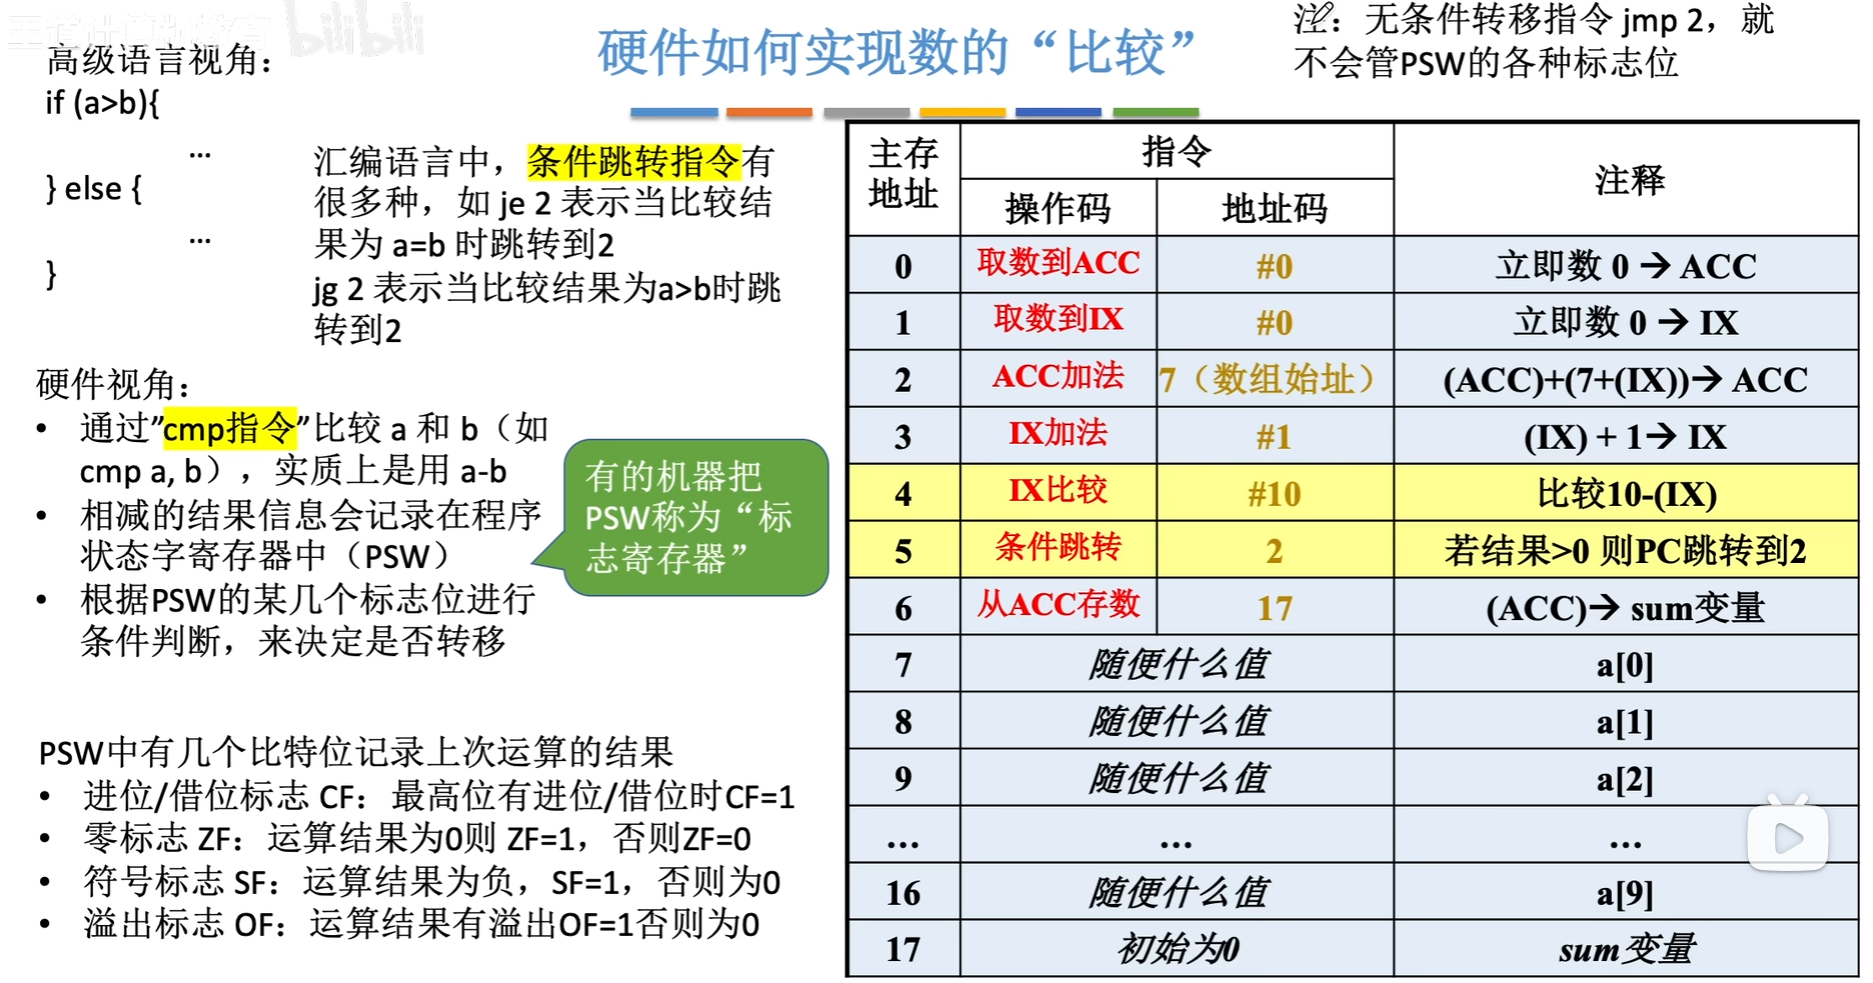 王道计算机教育 bilibili
硬件如何实现数的“比较”
注：无条件转移指令 jmp 2，就
不会管PSW的各种标志位
高级语言视角：
if (a>b){
...
} else {
...
}
汇编语言中，条件跳转指令有
很多种，如 je 2 表示当比较结
果为 a=b 时跳转到2
jg 2 表示当比较结果为a>b时跳
转到2
硬件视角：
• 通过”cmp指令”比较 a 和 b（如
cmp a, b），实质上是用 a-b
• 相减的结果信息会记录在程序
状态字寄存器中（PSW）
• 根据PSW的某几个标志位进行
条件判断，来决定是否转移
有的机器把
PSW称为“标
志寄存器”
PSW中有几个比特位记录上次运算的结果
• 进位/借位标志 CF：最高位有进位/借位时CF=1
• 零标志 ZF：运算结果为0则 ZF=1，否则ZF=0
• 符号标志 SF：运算结果为负，SF=1，否则为0
• 溢出标志 OF：运算结果有溢出OF=1否则为0
主存地址 指令 注释
操作码 地址码
0 取数到ACC #0 立即数 0 → ACC
1 取数到IX #0 立即数 0 → IX
2 ACC加法 7（数组始址） (ACC)+(7+(IX))→ ACC
3 IX加法 #1 (IX) + 1→ IX
4 IX比较 #10 比较10-(IX)
5 条件跳转 2 若结果>0 则PC跳转到2
6 从ACC存数 17 (ACC)→ sum变量
7 随便什么值 a[0]
8 随便什么值 a[1]
9 随便什么值 a[2]
... ... ...
16 随便什么值 a[9]
17 初始为0 sum变量